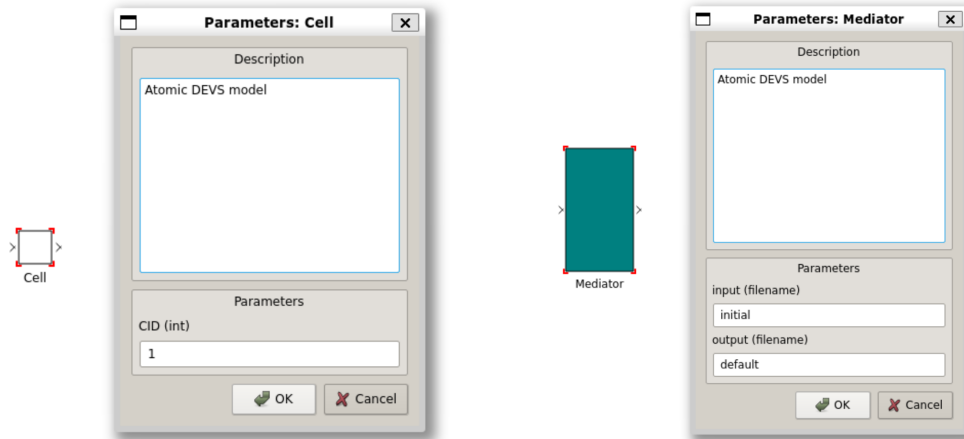 Parameters: Cell
Description
Atomic DEVS model
Cell
Parameters
CID (int)
1
OK
Cancel
Parameters: Mediator
Description
Atomic DEVS model
Mediator
Parameters
input (filename)
initial
output (filename)
default
OK
Cancel